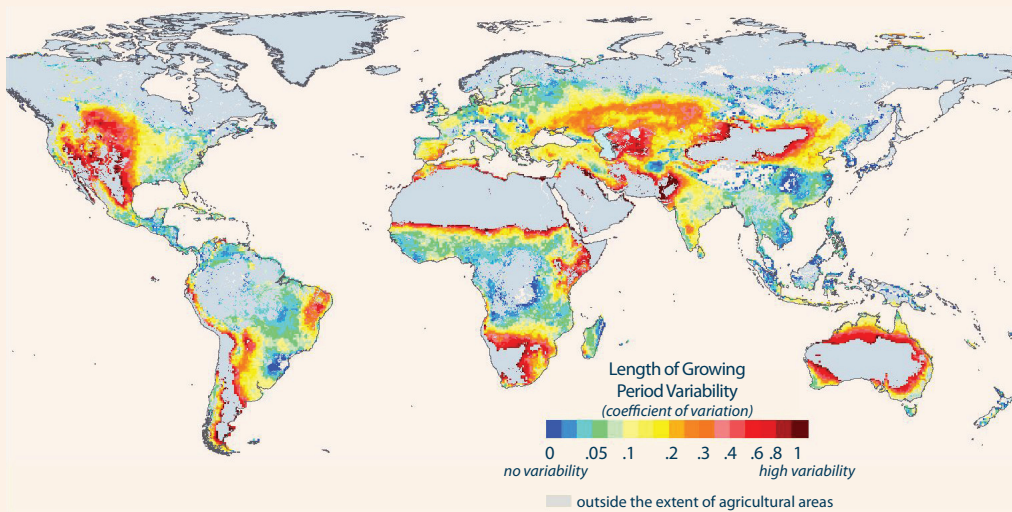 Length of Growing
Period Variability
(coefficient of variation)
0 .05 .1 .2 .3 .4 .6 .8 1
no variability high variability
outside the extent of agricultural areas